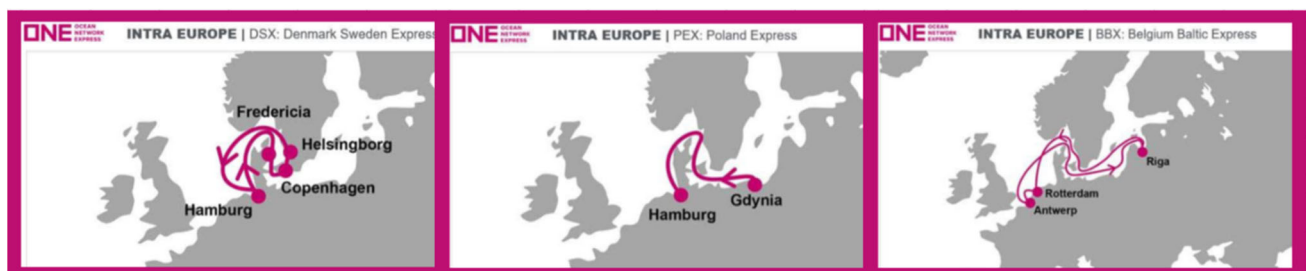 ONE OCEAN NETWORK EXPRESS
INTRA EUROPE | DSX: Denmark Sweden Express
Fredericia
Helsingborg
Copenhagen
Hamburg
ONE OCEAN NETWORK EXPRESS
INTRA EUROPE | PEX: Poland Express
Hamburg
Gdynia
ONE OCEAN NETWORK EXPRESS
INTRA EUROPE | BBX: Belgium Baltic Express
Riga
Rotterdam
Antwerp